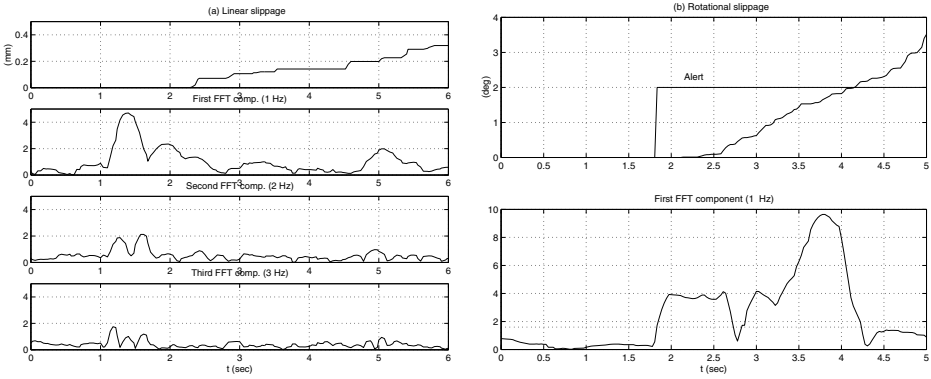 (a) Linear slippage
(mm)
0.4
0.2
0
0 1 2 3 4 5 6
First FFT comp. (1 Hz)
4
2
0
0 1 2 3 4 5 6
Second FFT comp. (2 Hz)
4
2
0
0 1 2 3 4 5 6
Third FFT comp. (3 Hz)
4
2
0
0 1 2 3 4 5 6
t (sec)
(b) Rotational slippage
(deg)
4
3
2
1
0
Alert
0 0.5 1 1.5 2 2.5 3 3.5 4 4.5 5
First FFT component (1 Hz)
10
8
6
4
2
0
0 0.5 1 1.5 2 2.5 3 3.5 4 4.5 5
t (sec)